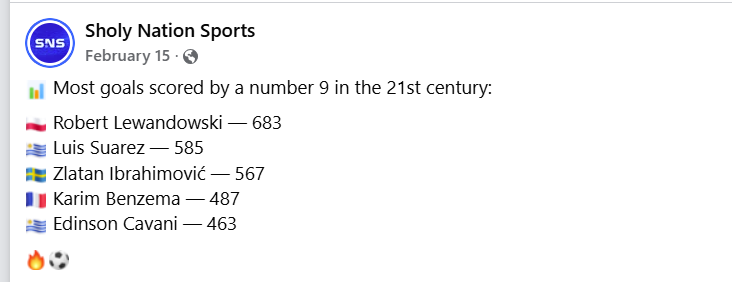 SNS
Sholy Nation Sports
February 15 ·
Most goals scored by a number 9 in the 21st century:
Robert Lewandowski — 683
Luis Suarez — 585
Zlatan Ibrahimović — 567
Karim Benzema — 487
Edinson Cavani — 463